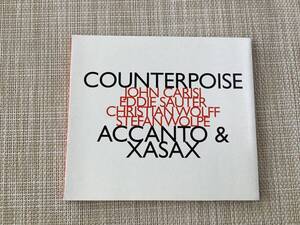 COUNTERPOISE
JOHN CARISI
EDDIE SAUTER
CHRISTIAN WOLFF
STEFAN WOLPE
ACCANTO &
XASAX